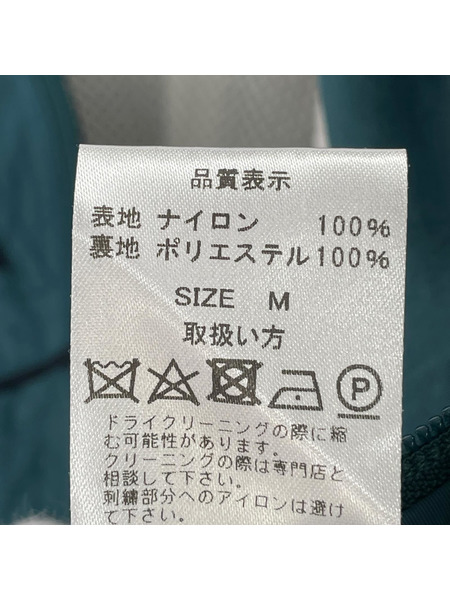 品質表示
表地 ナイロン 100%
裏地 ポリエステル100%
SIZE M
取扱い方
P
ドライクリーニングの際に縮
む可能性があります。
クリーニングの際は専門店と
相談して下さい。
刺繍部分へのアイロンは避け
て下さい。